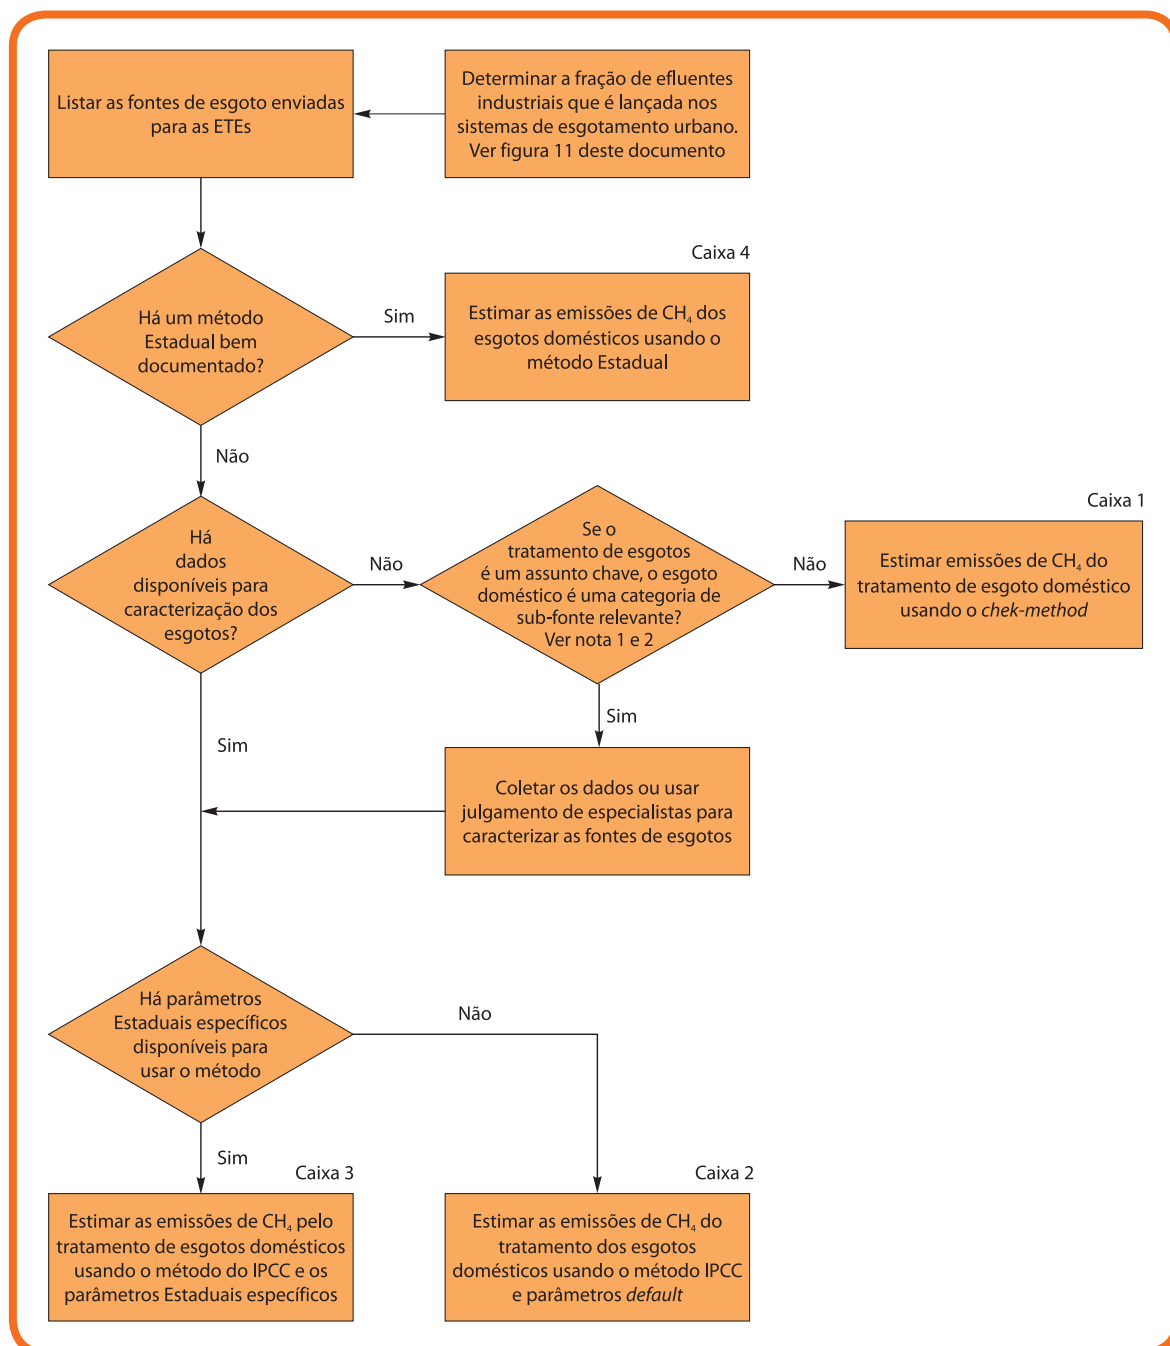 Listar as fontes de esgoto enviadas
para as ETEs
Determinar a fração de efluentes
industriais que é lançada nos
sistemas de esgotamento urbano.
Ver figura 11 deste documento
Há um método
Estadual bem
documentado?
Sim
Caixa 4
Estimar as emissões de CH₄ dos
esgotos domésticos usando o
método Estadual
Não
Há
dados
disponíveis para
caracterização dos
esgotos?
Não
Se o
tratamento de esgotos
é um assunto chave, o esgoto
doméstico é uma categoria de
sub-fonte relevante?
Ver nota 1 e 2
Não
Caixa 1
Estimar emissões de CH₄ do
tratamento de esgoto doméstico
usando o chek-method
Sim
Sim
Coletar os dados ou usar
julgamento de especialistas para
caracterizar as fontes de esgotos
Há parâmetros
Estaduais específicos
disponíveis para
usar o método
Não
Sim
Caixa 3
Estimar as emissões de CH₄ pelo
tratamento de esgotos domésticos
usando o método do IPCC e os
parâmetros Estaduais específicos
Caixa 2
Estimar as emissões de CH₄ do
tratamento dos esgotos
domésticos usando o método IPCC
e parâmetros default